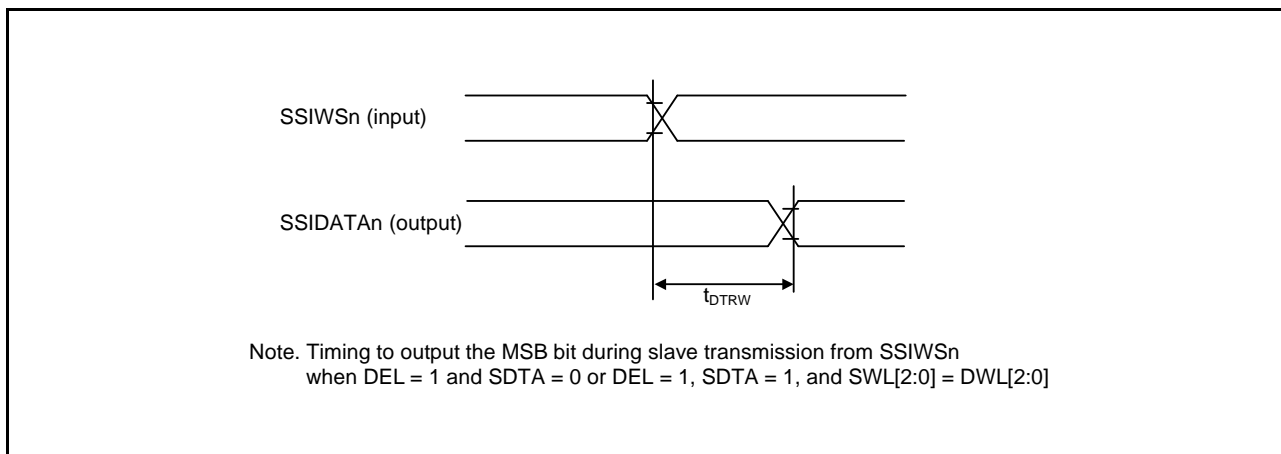 SSIWSn (input)
SSIDATAn (output)
tDTRW
Note. Timing to output the MSB bit during slave transmission from SSIWSn
when DEL = 1 and SDTA = 0 or DEL = 1, SDTA = 1, and SWL[2:0] = DWL[2:0]